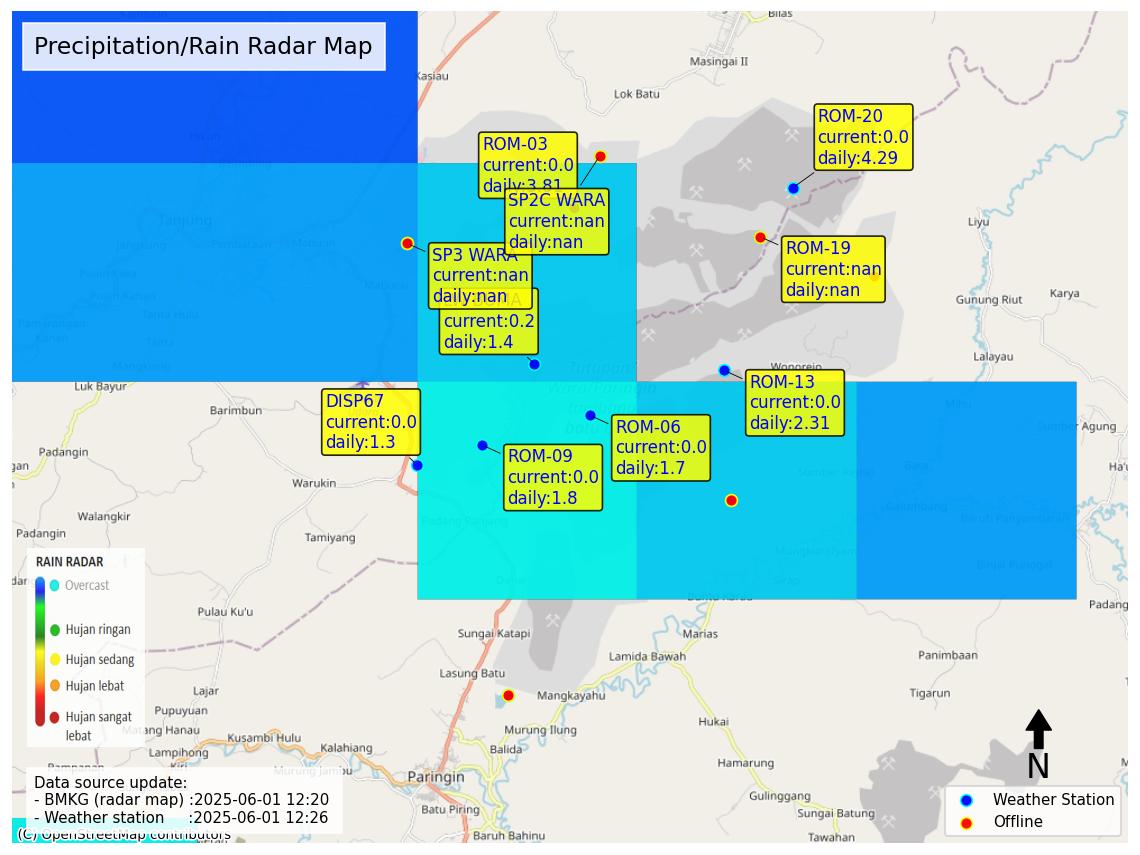 Precipitation/Rain Radar Map
Bilas
Masingai II
Kasiau
Lok Batu
ROM-20
current:0.0
daily:4.29
ROM-03
current:0.0
daily:3.81
SP2C WARA
current:nan
daily:nan
SP3 WARA
current:nan
daily:nan
current:0.2
daily:1.4
ROM-19
current:nan
daily:nan
Liyu
Tanjung
Gunung Riut
Karya
Lalayau
Wonorejo
ROM-13
current:0.0
daily:2.31
Luk Bayur
Barimbun
DISP67
current:0.0
daily:1.3
ROM-06
current:0.0
daily:1.7
ROM-09
current:0.0
daily:1.8
Sumber Agung
Padangin
Warukin
Walangkir
Padangin
Tamiyang
Padang Panjang
RAIN RADAR
Overcast
Hujan ringan
Hujan sedang
Hujan lebat
Hujan sangat
lebat
Pulau Ku'u
Sungai Katapi
Marias
Lamida Bawah
Panimbaan
Lasung Batu
Mangkayahu
Tigarun
Lajar
Pupuyuan
Matang Hanau
Murung Ilung
Hukai
Kusambi Hulu
Lampihong
Kalahiang
Balida
Hamarung
Murung Jambu
Paringin
Gulinggang
Batu Piring
Sungai Batung
Baruh Bahinu
Tawahan
N
Weather Station
Offline
Data source update:
- BMKG (radar map) :2025-06-01 12:20
- Weather station :2025-06-01 12:26
(C) OpenStreetMap contributors